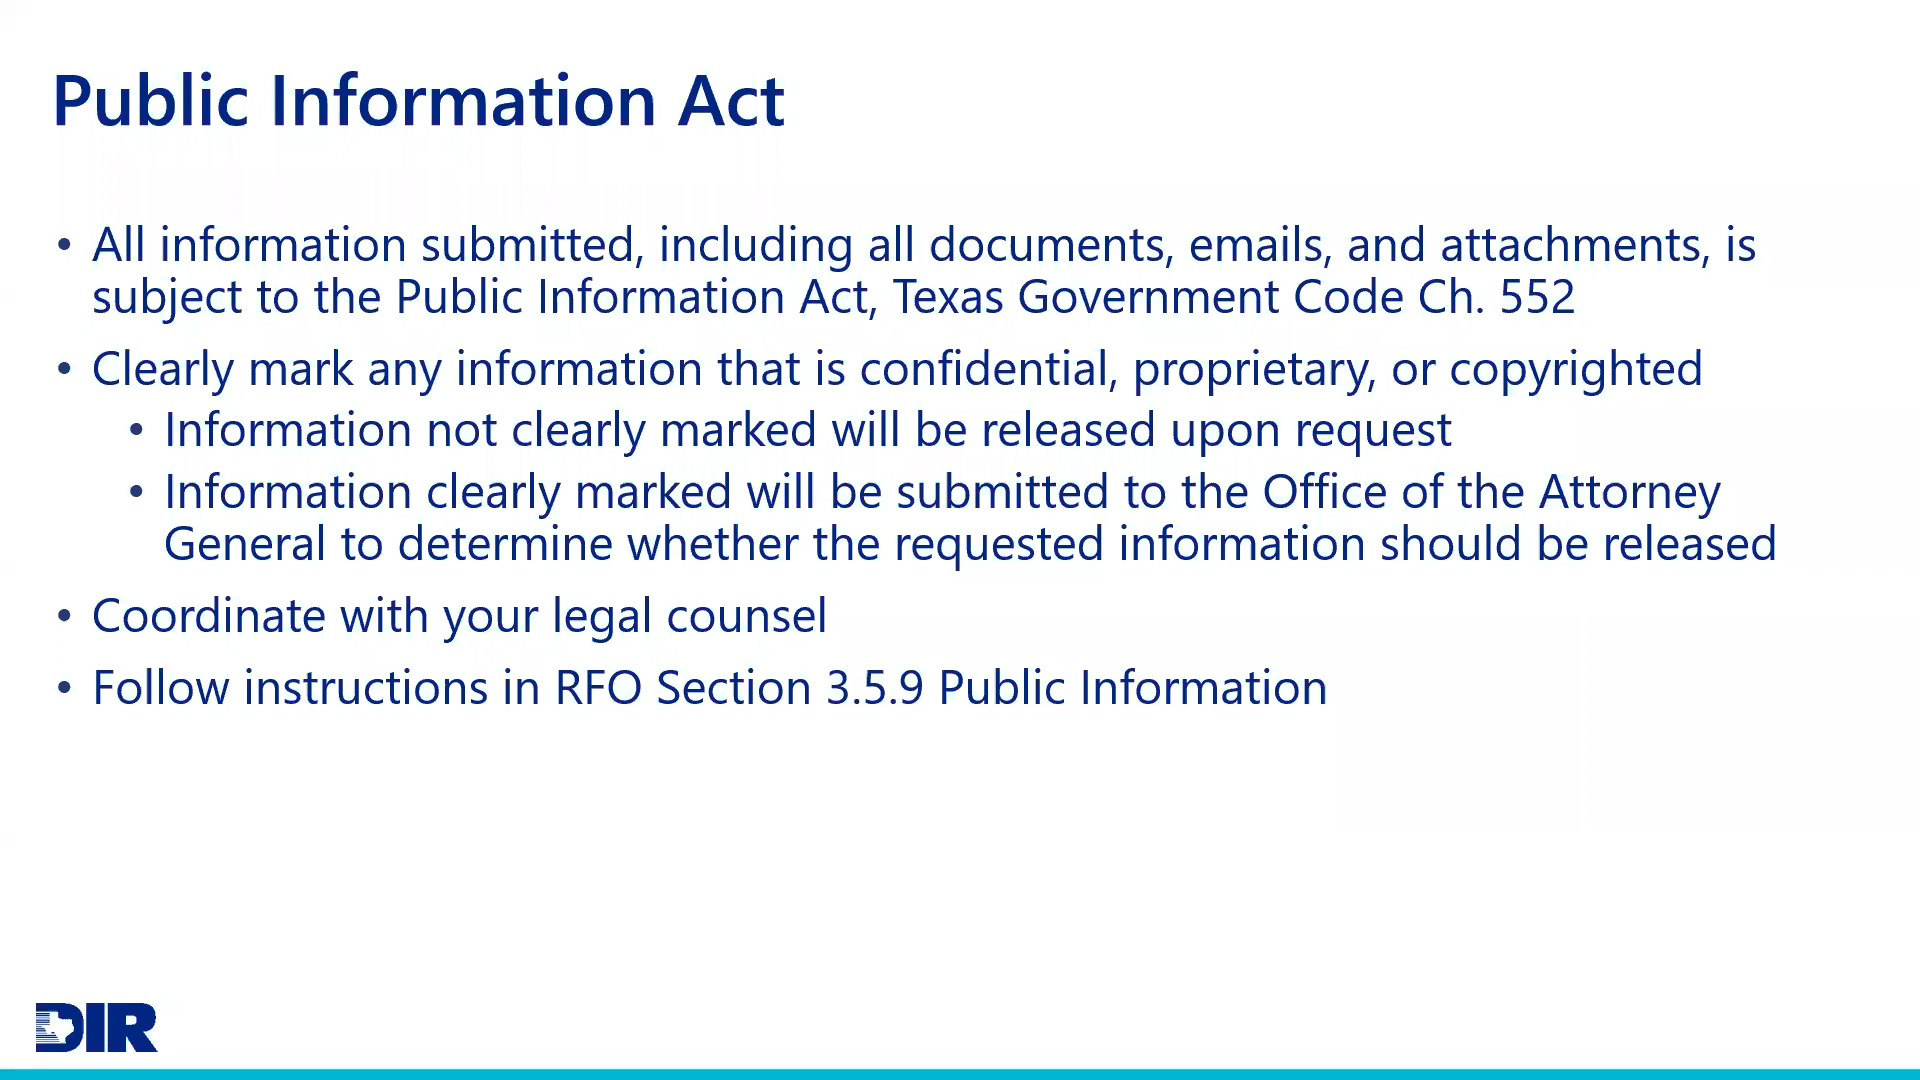 Public Information Act
• All information submitted, including all documents, emails, and attachments, is
subject to the Public Information Act, Texas Government Code Ch. 552
• Clearly mark any information that is confidential, proprietary, or copyrighted
• Information not clearly marked will be released upon request
• Information clearly marked will be submitted to the Office of the Attorney
General to determine whether the requested information should be released
• Coordinate with your legal counsel
• Follow instructions in RFO Section 3.5.9 Public Information
DIR